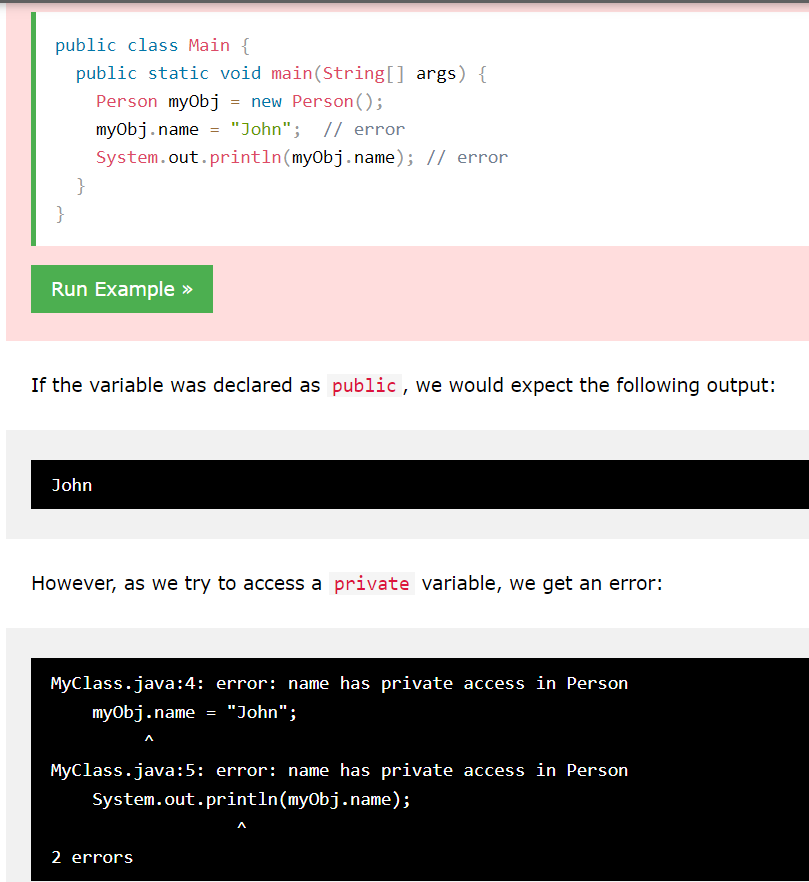 public class Main {
  public static void main(String[] args) {
    Person myObj = new Person();
    myObj.name = "John";  // error
    System.out.println(myObj.name); // error
  }
}
Run Example »
If the variable was declared as public, we would expect the following output:
John
However, as we try to access a private variable, we get an error:
MyClass.java:4: error: name has private access in Person
    myObj.name = "John";
         ^
MyClass.java:5: error: name has private access in Person
    System.out.println(myObj.name);
                  ^
2 errors